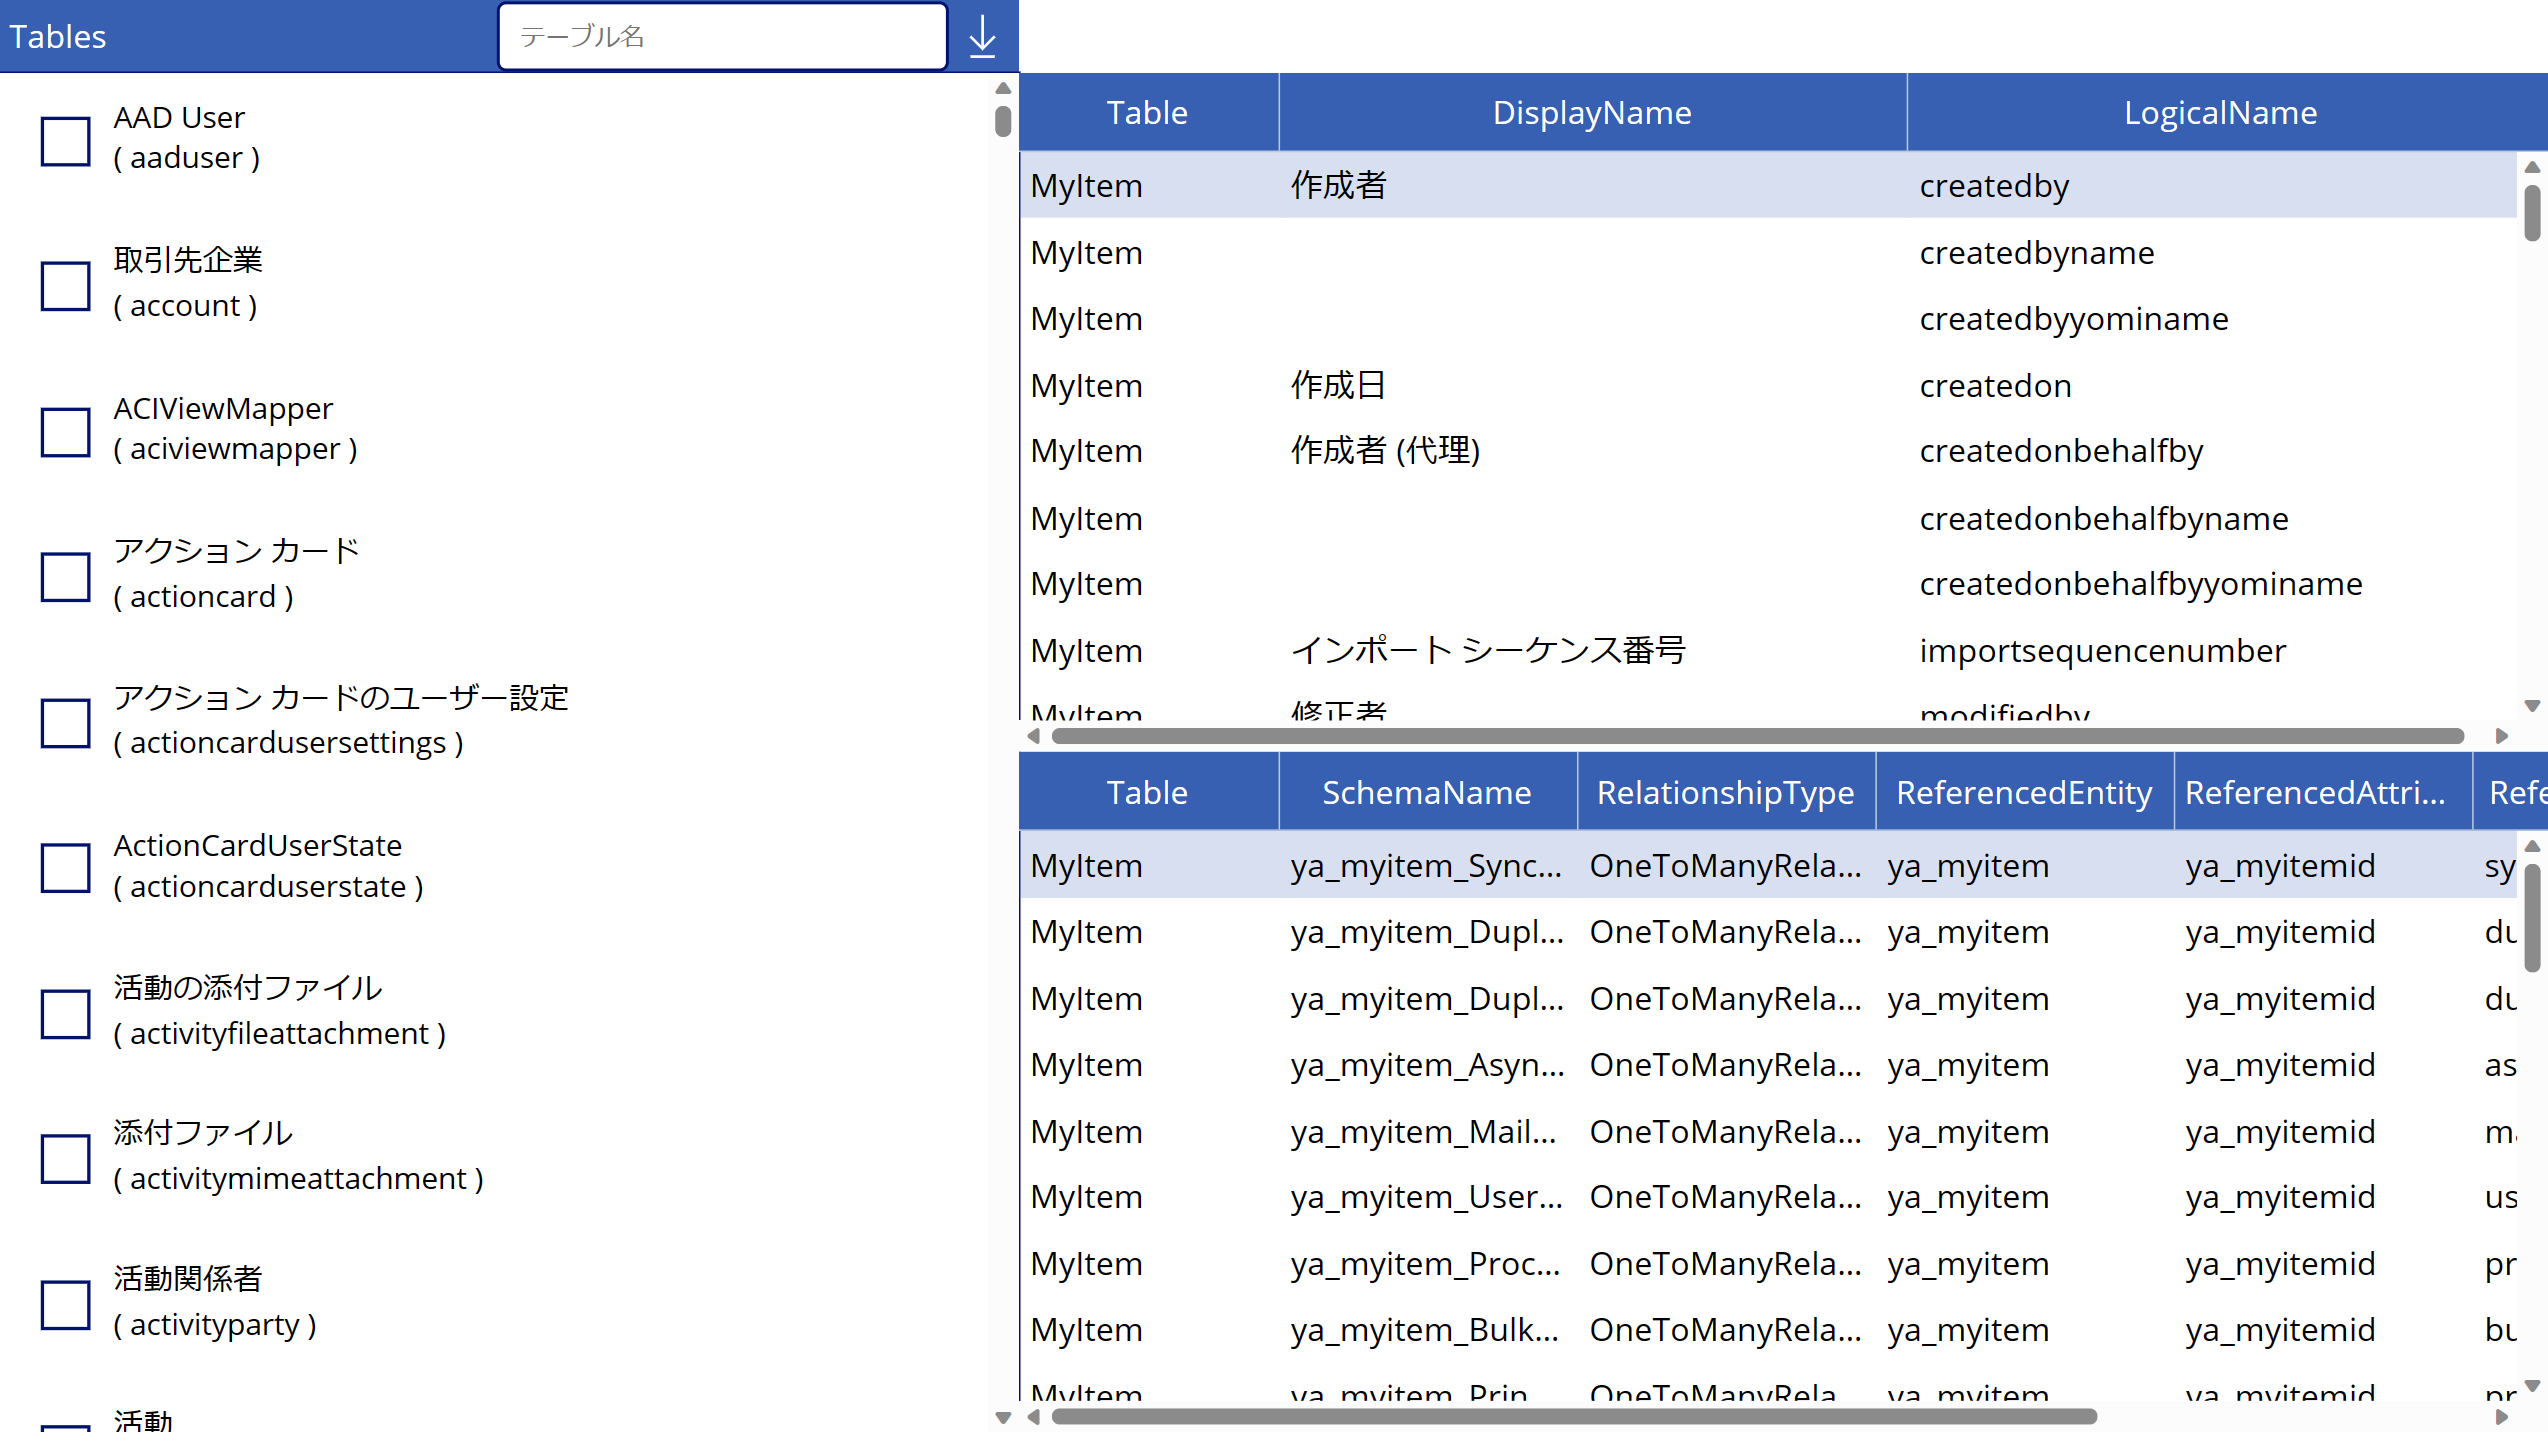 Tables
テーブル名
AAD User
( aaduser )
取引先企業
( account )
ACIViewMapper
( aciviewmapper )
アクション カード
( actioncard )
アクション カードのユーザー設定
( actioncardusersettings )
ActionCardUserState
( actioncarduserstate )
活動の添付ファイル
( activityfileattachment )
添付ファイル
( activitymimeattachment )
活動関係者
( activityparty )
活動
Table DisplayName LogicalName
MyItem 作成者 createdby
MyItem createdbyname
MyItem createdbyyominame
MyItem 作成日 createdon
MyItem 作成者 (代理) createdonbehalfby
MyItem createdonbehalfbyname
MyItem createdonbehalfbyyominame
MyItem インポート シーケンス番号 importsequencenumber
MyItem 修正者 modifiedby
Table SchemaName RelationshipType ReferencedEntity ReferencedAttri... Refe
MyItem ya_myitem_Sync... OneToManyRela... ya_myitem ya_myitemid sy
MyItem ya_myitem_Dupl... OneToManyRela... ya_myitem ya_myitemid du
MyItem ya_myitem_Dupl... OneToManyRela... ya_myitem ya_myitemid du
MyItem ya_myitem_Asyn... OneToManyRela... ya_myitem ya_myitemid as
MyItem ya_myitem_Mail... OneToManyRela... ya_myitem ya_myitemid ma
MyItem ya_myitem_User... OneToManyRela... ya_myitem ya_myitemid us
MyItem ya_myitem_Proc... OneToManyRela... ya_myitem ya_myitemid pr
MyItem ya_myitem_Bulk... OneToManyRela... ya_myitem ya_myitemid bu
MyItem ya_myitem_Prin... OneToManyRela... ya_myitem ya_myitemid pr